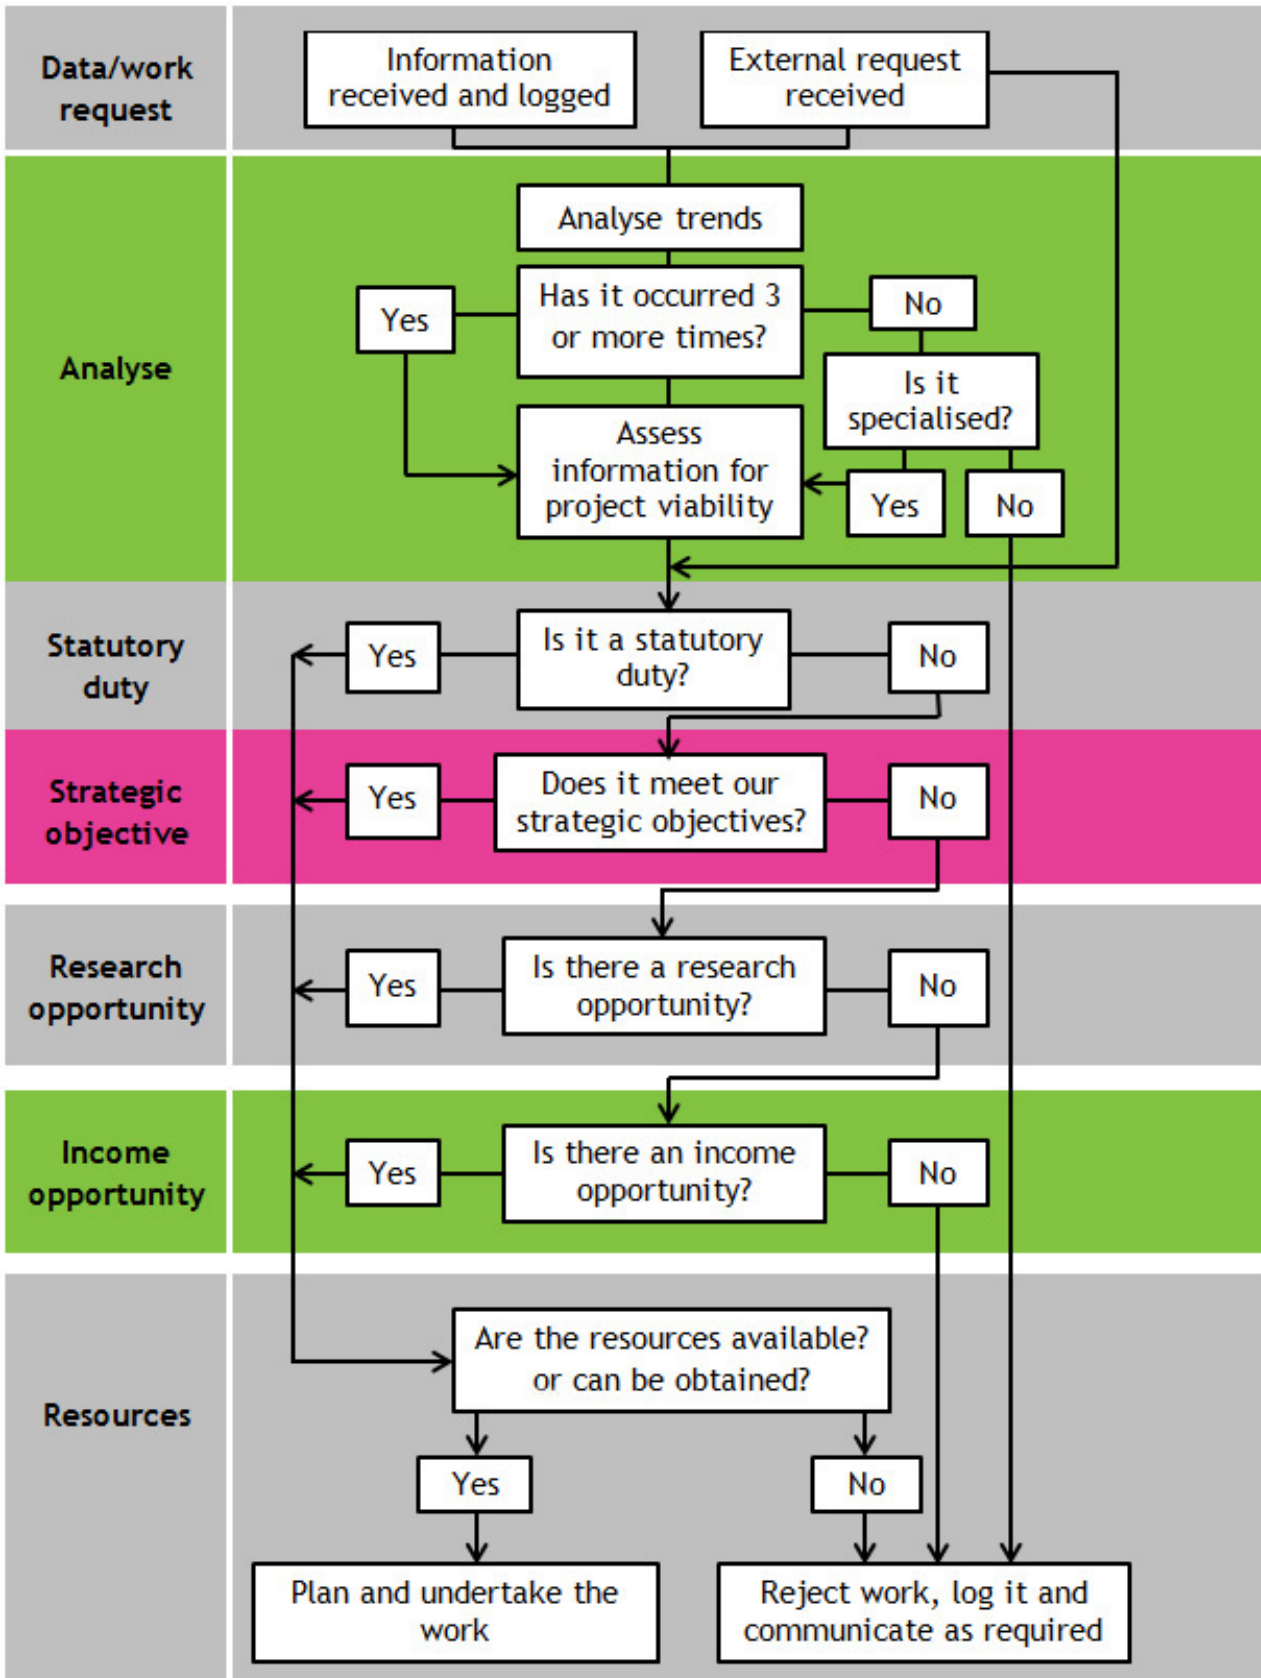 Data/work
request
Information
received and logged
External request
received
Analyse
Analyse trends
Has it occurred 3
or more times?
Yes
No
Is it
specialised?
Assess
information for
project viability
Yes
No
Statutory
duty
Yes
Is it a statutory
duty?
No
Strategic
objective
Yes
Does it meet our
strategic objectives?
No
Research
opportunity
Yes
Is there a research
opportunity?
No
Income
opportunity
Yes
Is there an income
opportunity?
No
Resources
Are the resources available?
or can be obtained?
Yes
No
Plan and undertake the
work
Reject work, log it and
communicate as required